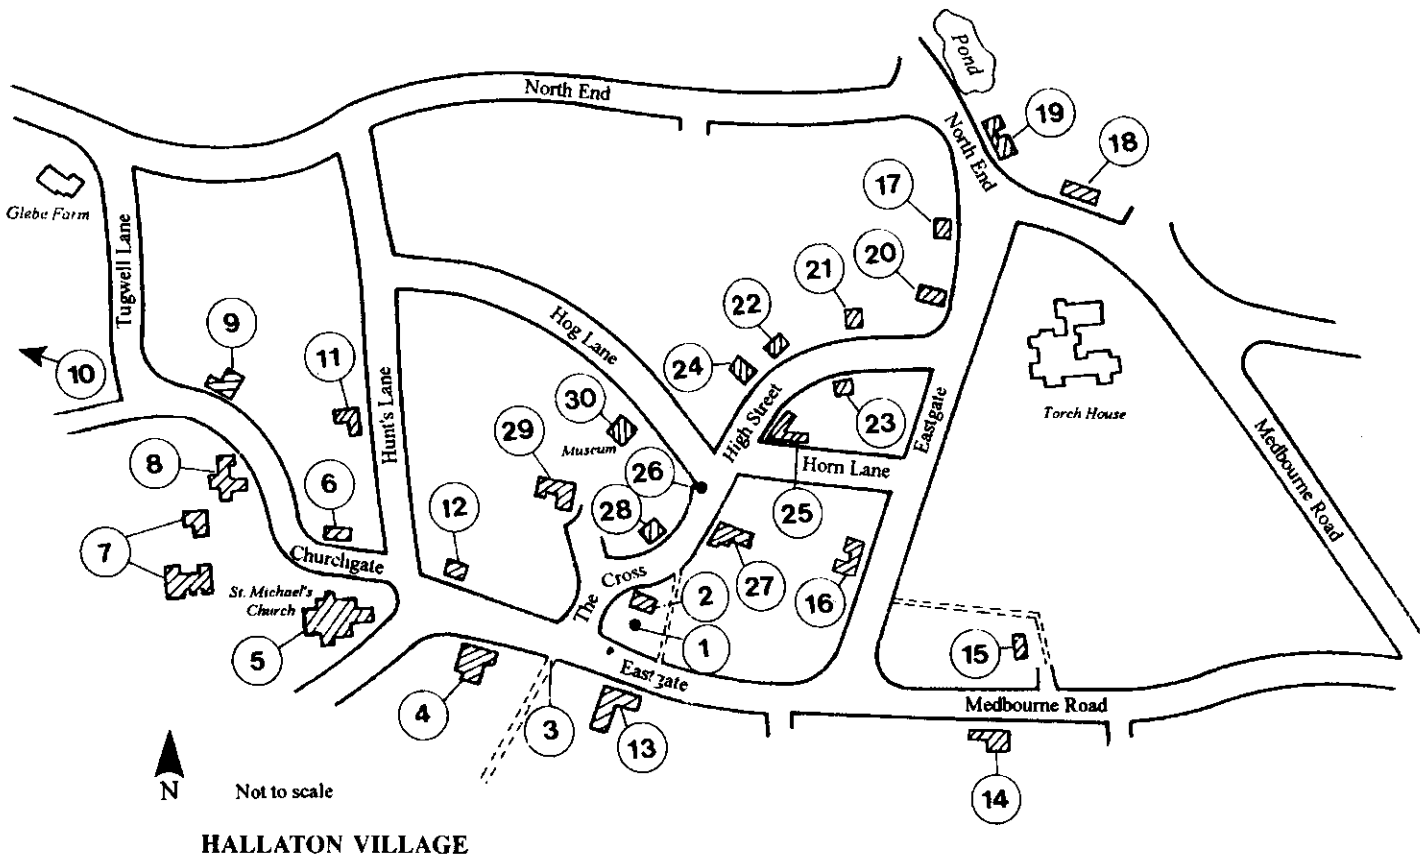 Pond
North End
19
North End
18
17
Glebe Farm
Tugwell Lane
20
21
22
9
Hog Lane
11
10
24
30
High Street
23
Torch House
Hunt's Lane
29
Museum
Eastgate
8
26
Horn Lane
Medbourne Road
6
12
28
25
7
Churchgate
The Cross
27
2
16
St. Michael's
Church
1
5
15
Eastgate
4
3
13
Medbourne Road
14
N
Not to scale
HALLATON VILLAGE